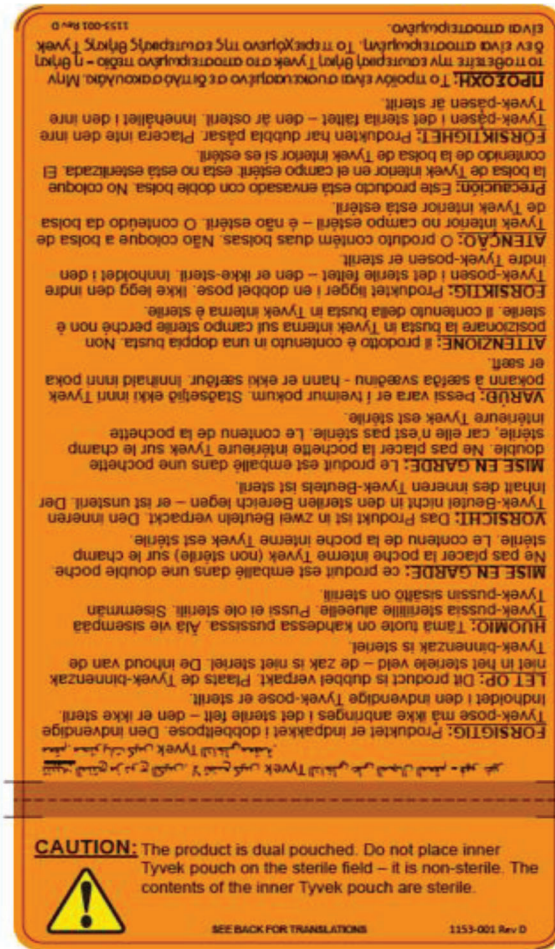 CAUTION: The product is dual pouched. Do not place inner
Tyvek pouch on the sterile field – it is non-sterile. The
contents of the inner Tyvek pouch are sterile.
SEE BACK FOR TRANSLATIONS 1153-001 Rev D
Tyvek
Tyvek
FORSIGTIG: Produktet er indpakket i dobbeltpose. Den indvendige
Tyvek-pose må ikke anbringes i det sterile felt – den er ikke steril.
Indholdet i den indvendige Tyvek-pose er sterilt.
LET OP: Dit product is dubbel verpakt. Plaats de Tyvek-binnenzak
niet in het steriele veld – de zak is niet steriel. De inhoud van de
Tyvek-binnenzak is steriel.
HUOMIO: Tämä tuote on kahdessa pussissa. Älä vie sisempää
Tyvek-pussia steriilille alueelle. Pussi ei ole steriili. Sisemmän
Tyvek-pussin sisältö on steriili.
MISE EN GARDE: ce produit est emballé dans une double poche.
Ne pas placer la poche interne Tyvek (non stérile) sur le champ
stérile. Le contenu de la poche interne Tyvek est stérile.
VORSICHT: Das Produkt ist in zwei Beuteln verpackt. Den inneren
Tyvek-Beutel nicht in den sterilen Bereich legen – er ist unsteril. Der
Inhalt des inneren Tyvek-Beutels ist steril.
MISE EN GARDE: Le produit est emballé dans une pochette
double. Ne pas placer la pochette intérieure Tyvek sur le champ
stérile, car elle n'est pas stérile. Le contenu de la pochette
intérieure Tyvek est stérile.
VARÚÐ: Þessi vara er í tveimur pokum. Staðsetjið ekki innri Tyvek
pokann á sæfða svæðinu - hann er ekki sæfður. Innihald innri poka
er sæft.
ATTENZIONE: il prodotto è contenuto in una doppia busta. Non
posizionare la busta in Tyvek interna sul campo sterile perché non è
sterile. Il contenuto della busta in Tyvek interna è sterile.
FORSIKTIG: Produktet ligger i en dobbel pose. Ikke legg den indre
Tyvek-posen i det sterile feltet – den er ikke-steril. Innholdet i den
indre Tyvek-posen er sterilt.
ATENÇÃO: O produto contém duas bolsas. Não coloque a bolsa de
Tyvek interior no campo estéril – é não estéril. O conteúdo da bolsa
de Tyvek interior está estéril.
Precaución: Este producto está envasado con doble bolsa. No coloque
la bolsa de Tyvek interior en el campo estéril: esta no está esterilizada. El
contenido de la bolsa de Tyvek interior sí es estéril.
FÖRSIKTIGHET: Produkten har dubbla påsar. Placera inte den inre
Tyvek-påsen i det sterila fältet – den är osteril. Innehållet i den inre
Tyvek-påsen är sterilt.
ΠΡΟΣΟΧΗ: Το προϊόν είναι συσκευασμένο σε διπλό σακουλάκι. Μην
τοποθετείτε την εσωτερική θήκη Tyvek στο αποστειρωμένο πεδίο – η θήκη
δεν είναι αποστειρωμένη. Το περιεχόμενο της εσωτερικής θήκης Tyvek
είναι αποστειρωμένο.
1153-001 Rev D